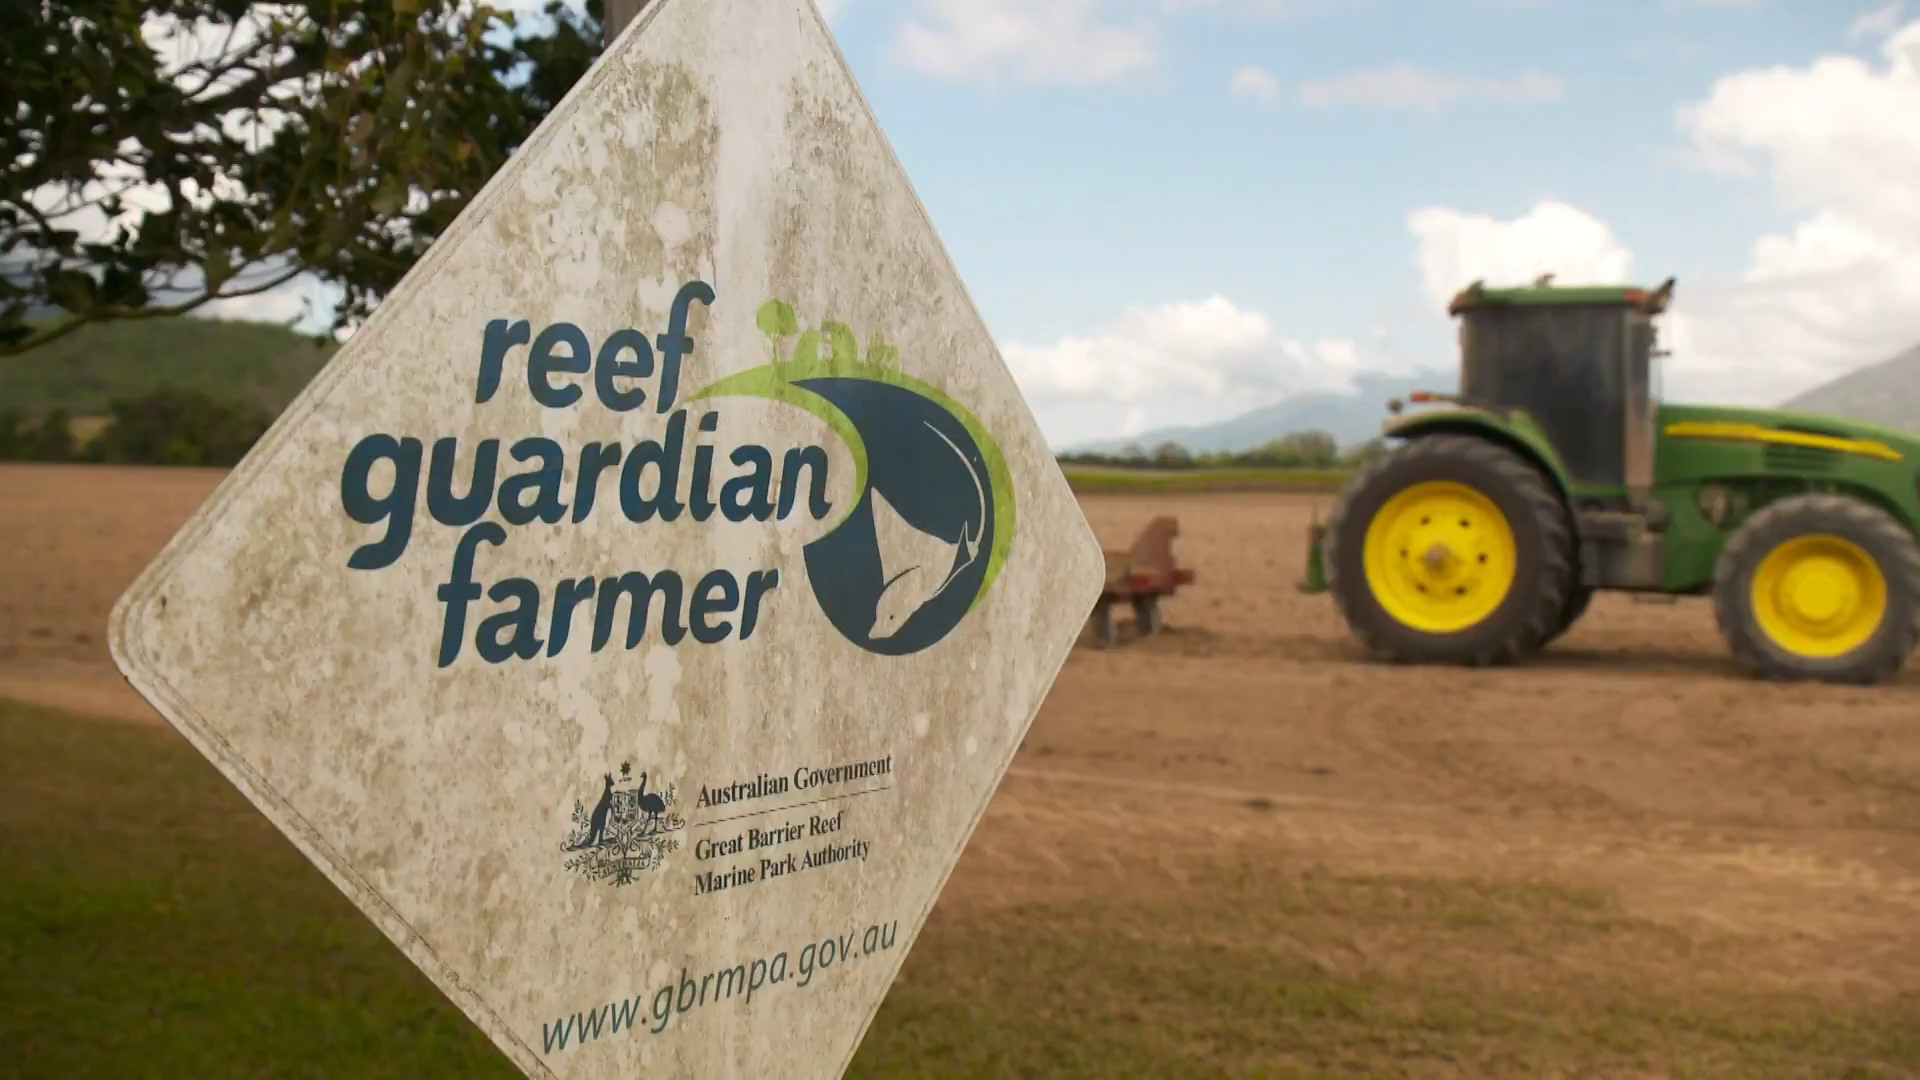 reef
guardian
farmer
Australian Government
Great Barrier Reef
Marine Park Authority
www.gbrmpa.gov.au